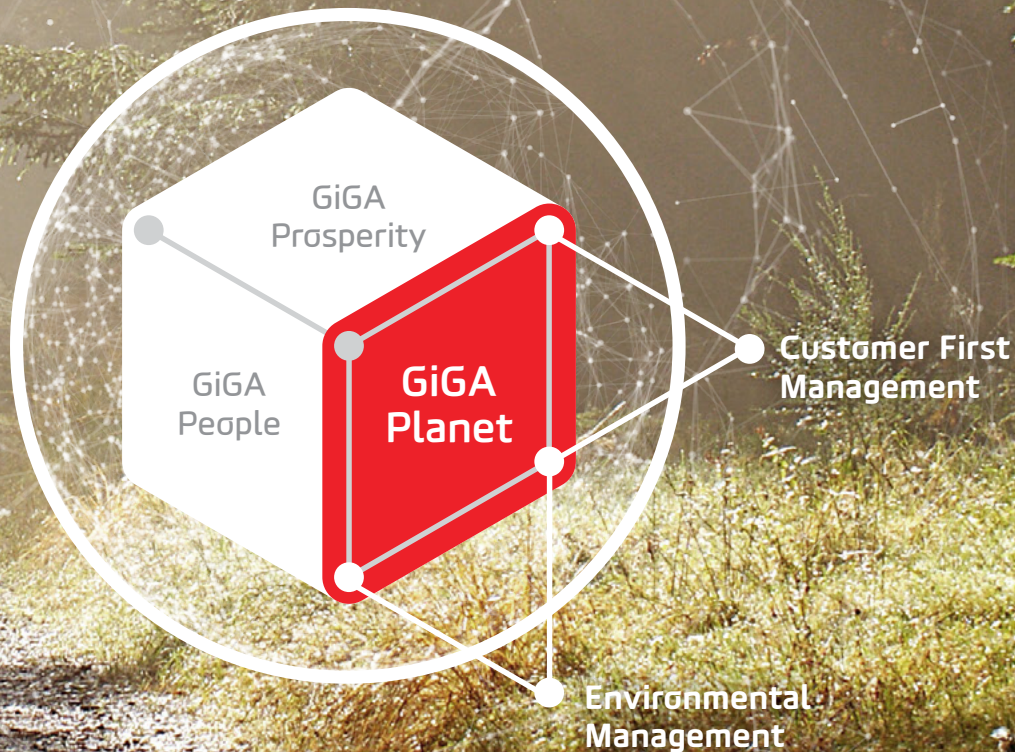 GiGA
Prosperity
GiGA
People
GiGA
Planet
Customer First
Management
Environmental
Management